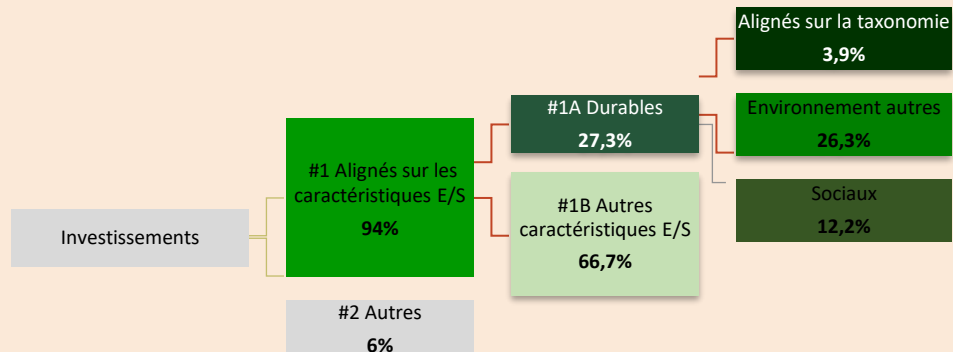 Investissements
#1 Alignés sur les
caractéristiques E/S
94%
#2 Autres
6%
#1A Durables
27,3%
#1B Autres
caractéristiques E/S
66,7%
Alignés sur la taxonomie
3,9%
Environnement autres
26,3%
Sociaux
12,2%